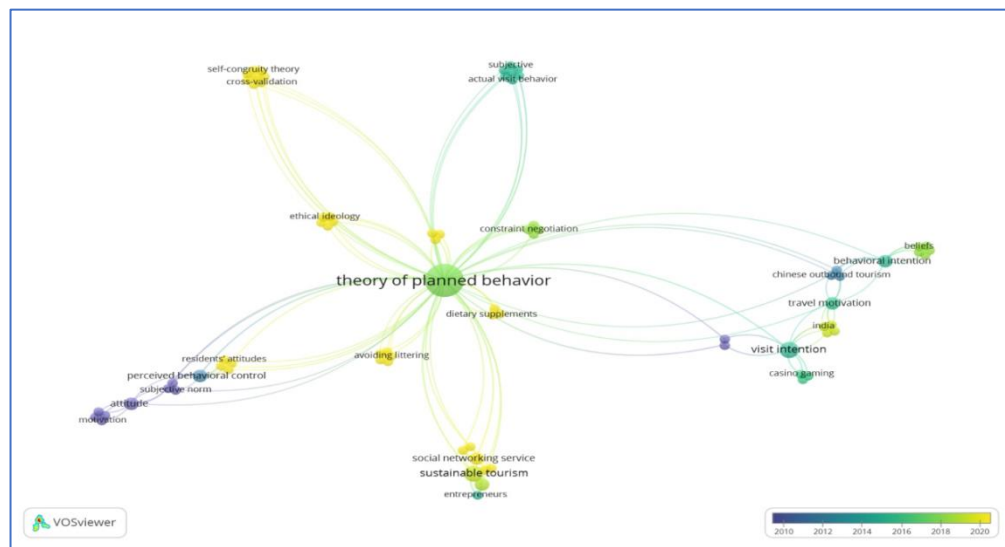 self-congruity theory
cross-validation
subjective
actual visit behavior
ethical ideology
constraint negotiation
beliefs
behavioral intention
chinese outbound tourism
theory of planned behavior
travel motivation
dietary supplements
india
visit intention
avoiding littering
residents' attitudes
casino gaming
perceived behavioral control
subjective norm
attitude
motivation
social networking service
sustainable tourism
entrepreneurs
VOSviewer
2010 2012 2014 2016 2018 2020